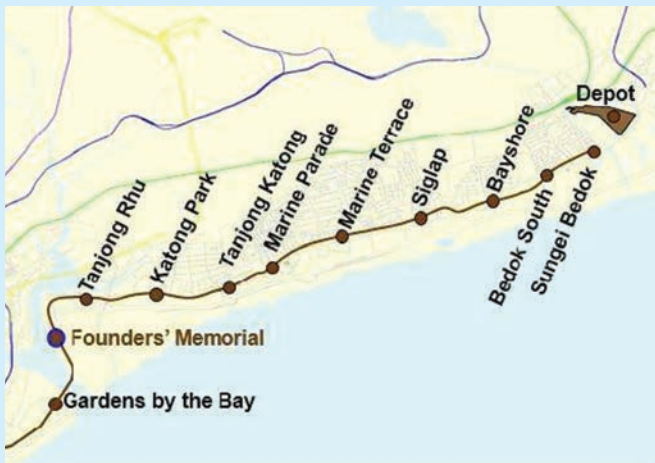 Depot
Tanjong Rhu
Katong Park
Tanjong Katong
Marine Parade
Marine Terrace
Siglap
Bayshore
Bedok South
Sungei Bedok
Founders' Memorial
Gardens by the Bay